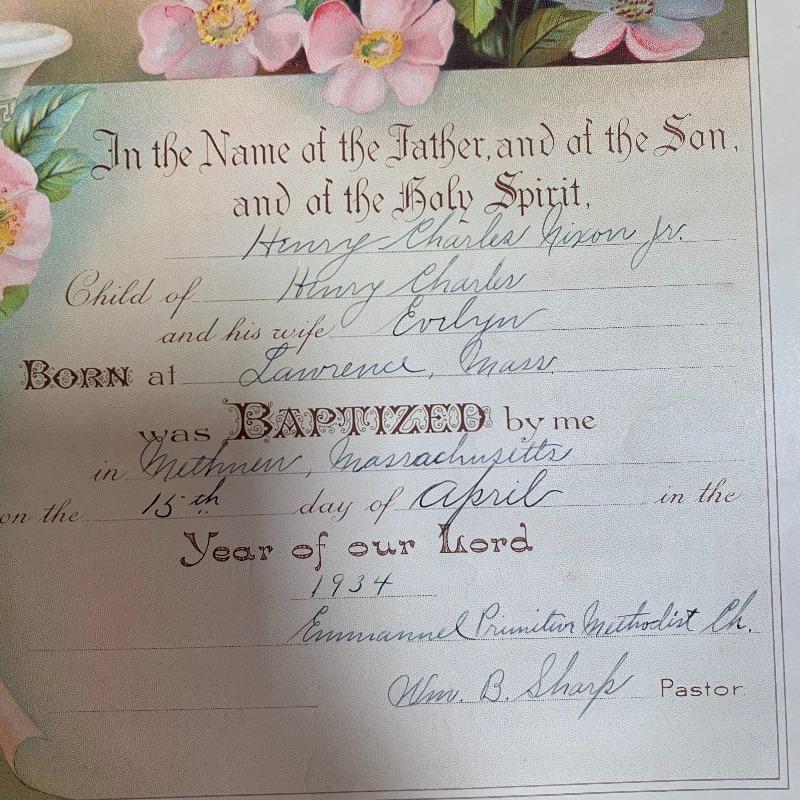 In the Name of the Father, and of the Son,
and of the Holy Spirit,
Henry Charles Nixon Jr.
Child of Henry Charles
and his wife Evelyn
BORN at Lawrence, Mass.
was BAPTIZED by me
in Methuen, Massachusetts
on the 15th day of April in the
Year of our Lord
1934
Emmanuel Primitive Methodist Ch.
Wm. B. Sharp Pastor.